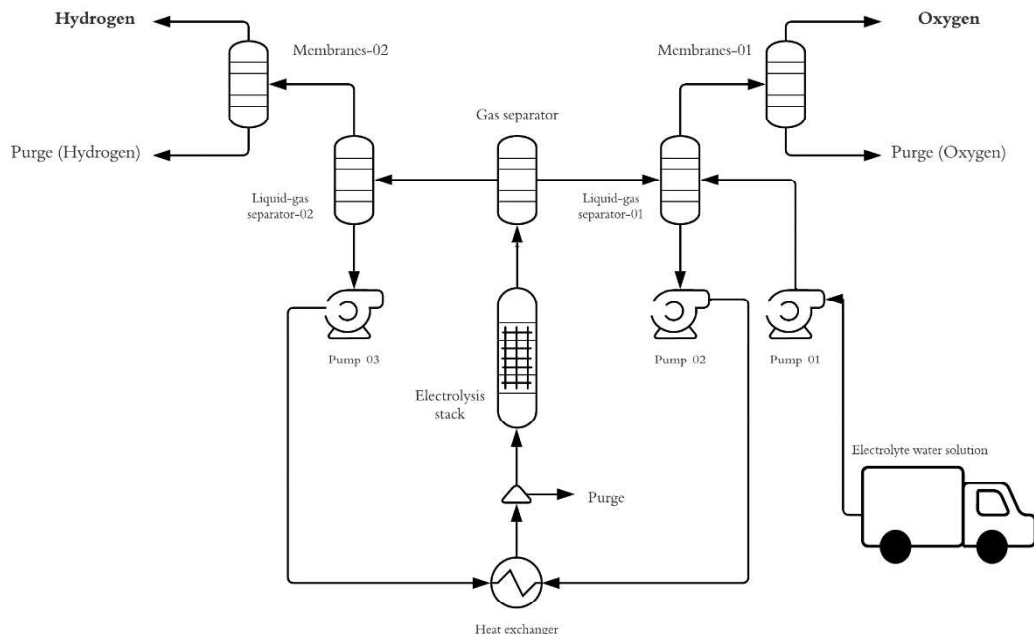 Hydrogen
Oxygen
Membranes-02
Membranes-01
Gas separator
Purge (Hydrogen)
Purge (Oxygen)
Liquid-gas
separator-02
Liquid-gas
separator-01
Pump 03
Pump 02
Pump 01
Electrolysis
stack
Electrolyte water solution
Purge
Heat exchanger